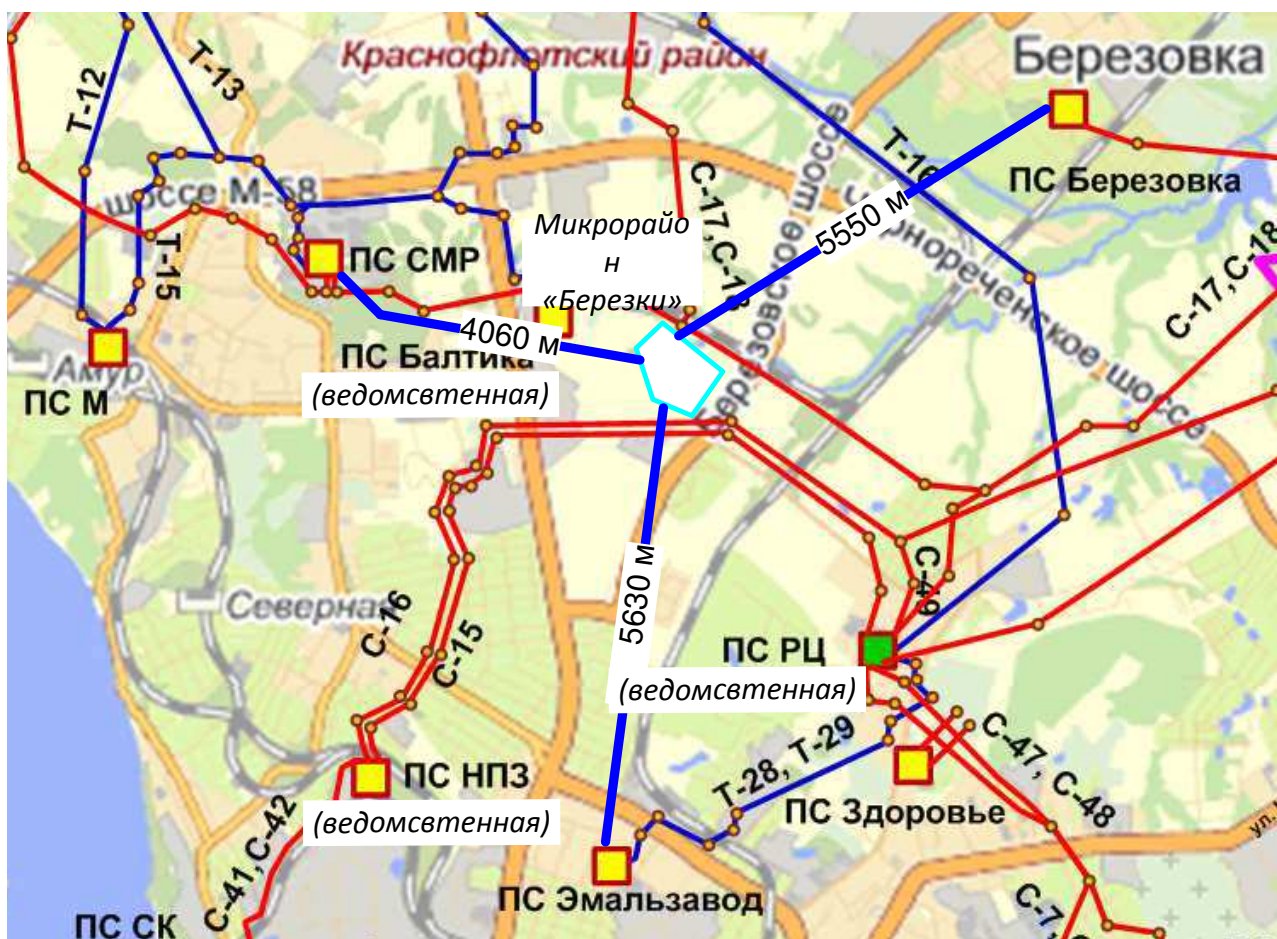 Краснофлотский район
Березовка
Т-12
Т-13
Т-16
С-17,С-18
ПС Березовка
шоссе М-58
Микрорайо
н
«Березки»
5550 м
Березовское шоссе
Чернореченское шоссе
С-17,С-18
Т-15
ПС СМР
4060 м
ПС Балтика
(ведомсвтенная)
Амур
ПС М
Северная
С-16
С-15
5630 м
С-49
ПС РЦ
(ведомсвтенная)
Т-28, Т-29
С-47, С-48
ПС Здоровье
ПС НПЗ
(ведомсвтенная)
С-41,С-42
ПС Эмальзавод
ул.
С-7,
ПС СК